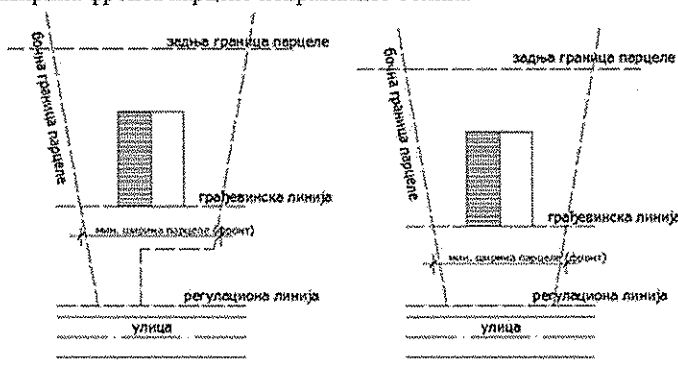 задња граница парцеле
бочна граница парцеле
грађевинска линија
мин. ширина парцеле (фронт)
регулациона линија
улица
задња граница парцеле
бочна граница парцеле
грађевинска линија
мин. ширина парцеле (фронт)
регулациона линија
улица